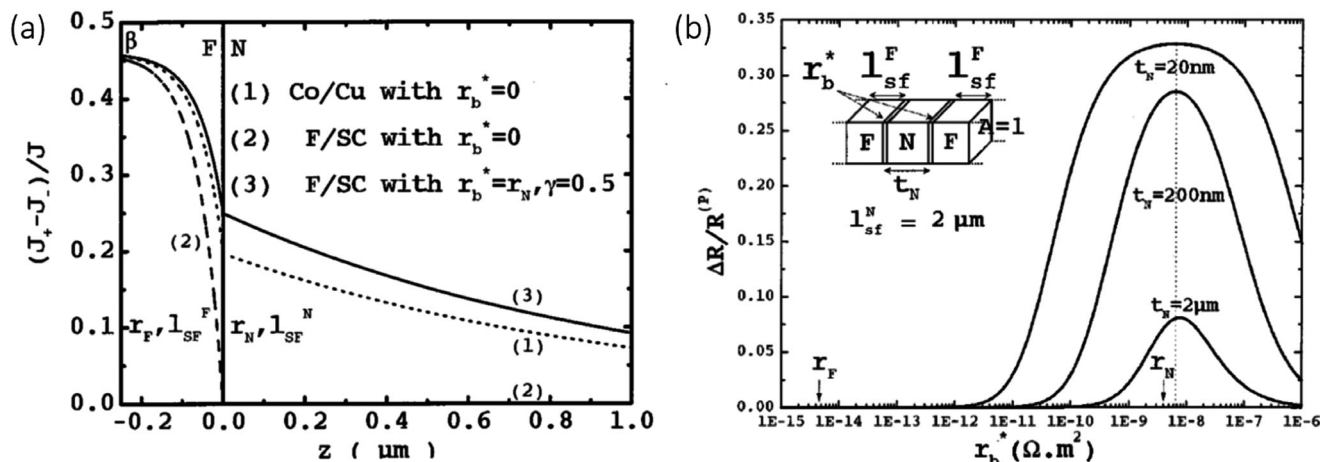 (a)
(J₊-J₋)/J
0.5
0.4
0.3
0.2
0.1
0.0
β
F N
(1) Co/Cu with r_b*=0
(2) F/SC with r_b*=0
(3) F/SC with r_b*=r_N,γ=0.5
(2)
r_F,l_SF^F
r_N,l_SF^N
(3)
(1)
(2)
-0.2 0.0 0.2 0.4 0.6 0.8 1.0
z ( μm)
(b)
ΔR/R^(P)
0.35
0.30
0.25
0.20
0.15
0.10
0.05
0.00
r_b*
l_sf^F
l_sf^F
F N F
A=1
t_N
l_sf^N = 2 μm
t_N=20nm
t_N=200nm
t_N=2μm
r_F
r_N
1E-15 1E-14 1E-13 1E-12 1E-11 1E-10 1E-9 1E-8 1E-7 1E-6
r_b*(Ω.m²)